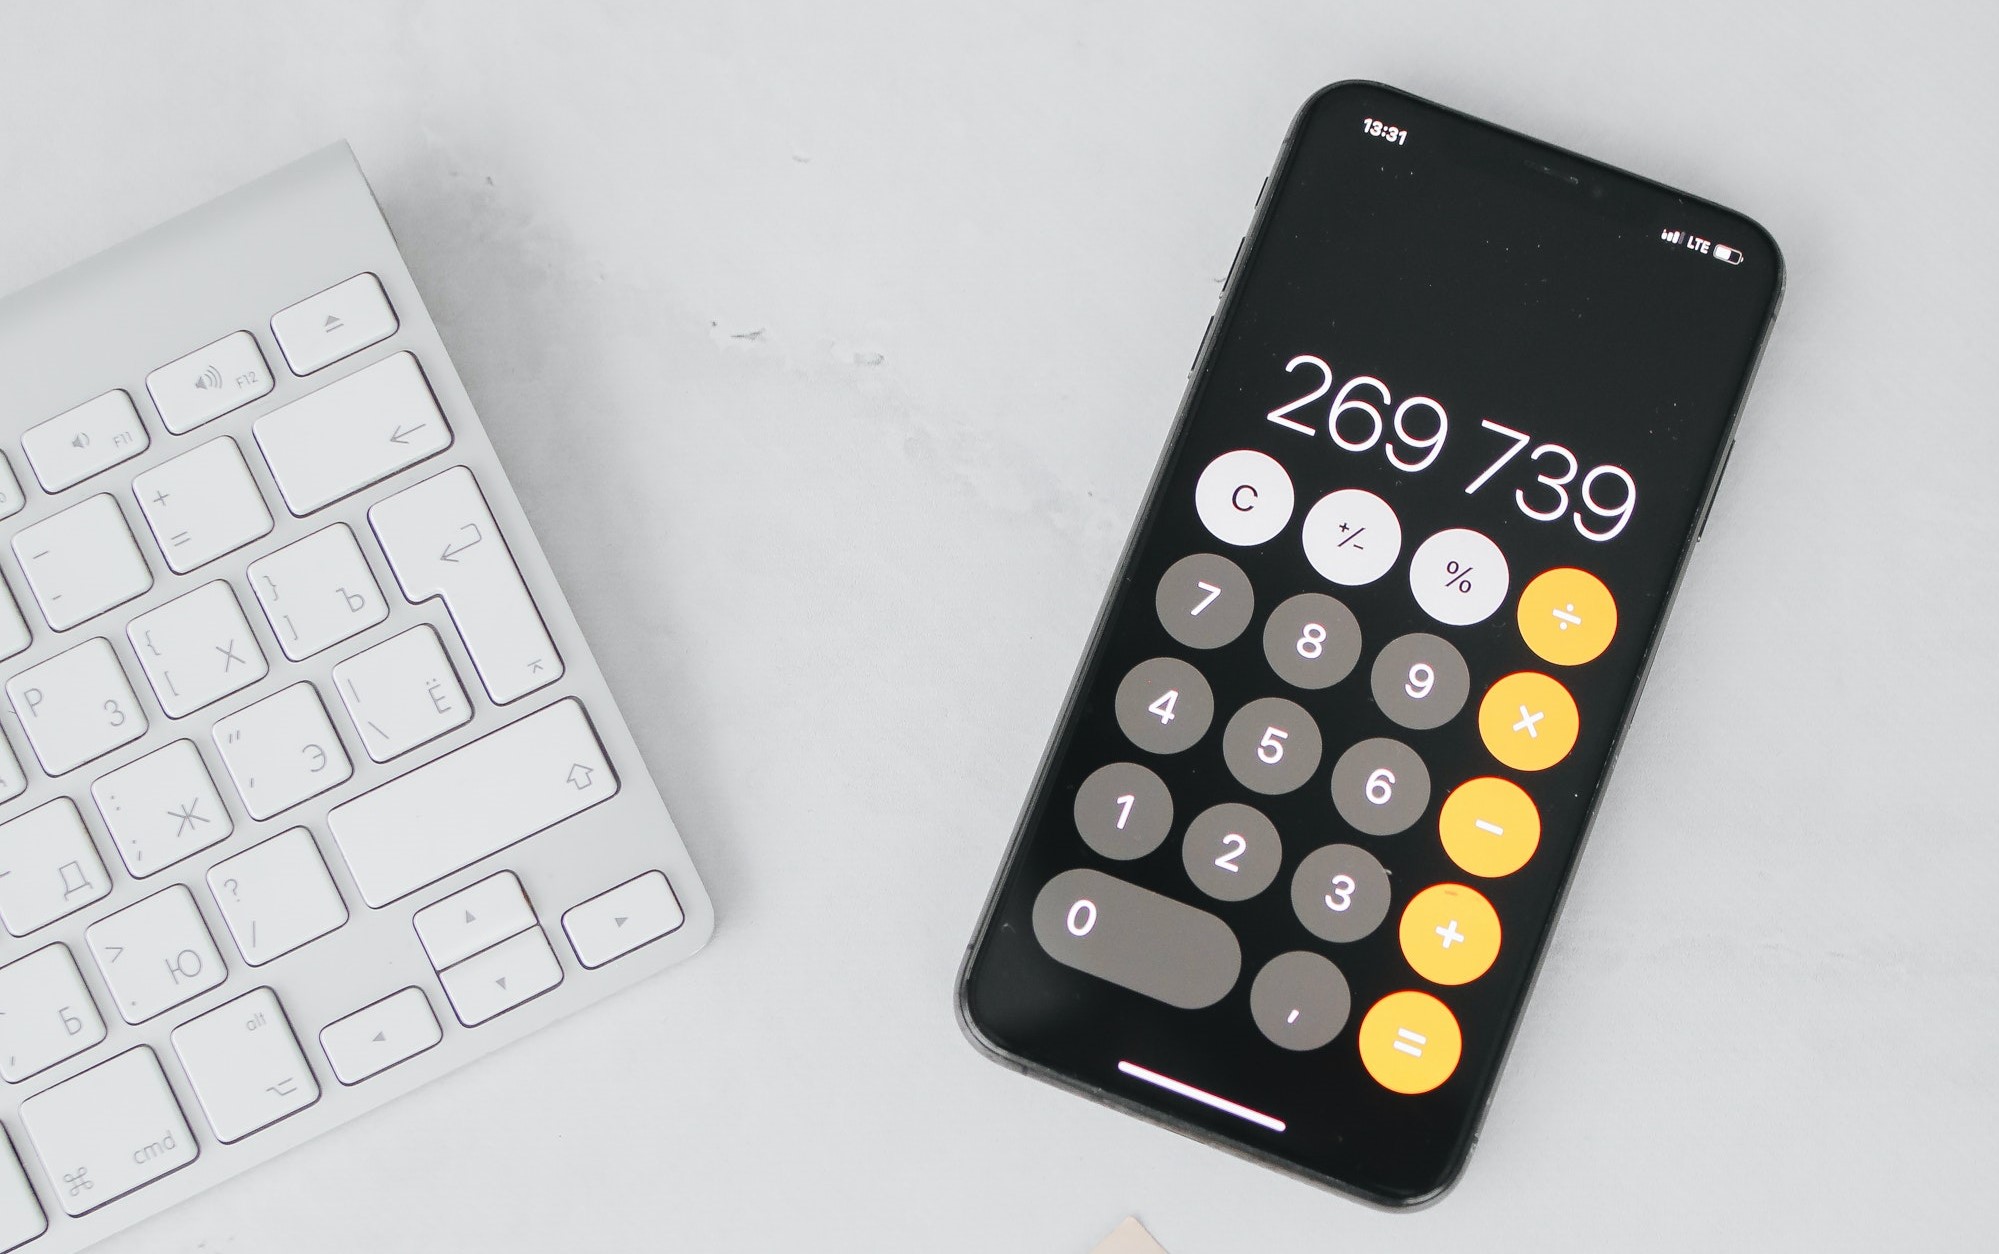 13:31
LTE
269 739
C +/- % ÷
7 8 9 ×
4 5 6 −
1 2 3 +
0 , =
F11 F12
+ =
- -
} ] Ъ
{ [ Х
| \ Ё
P З
" ' Э
: ; Ж
Д
? /
> . Ю
, Б
alt
cmd